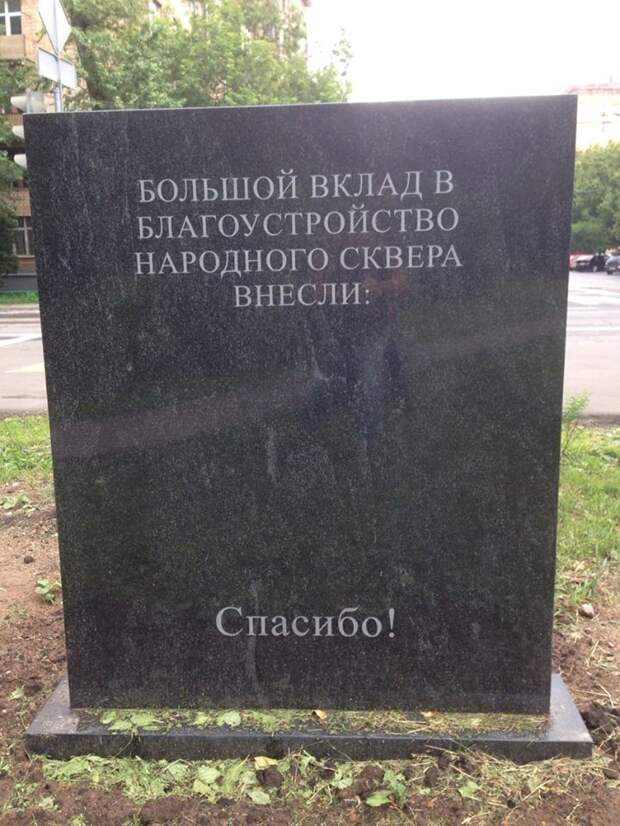 БОЛЬШОЙ ВКЛАД В
БЛАГОУСТРОЙСТВО
НАРОДНОГО СКВЕРА
ВНЕСЛИ:
Спасибо!